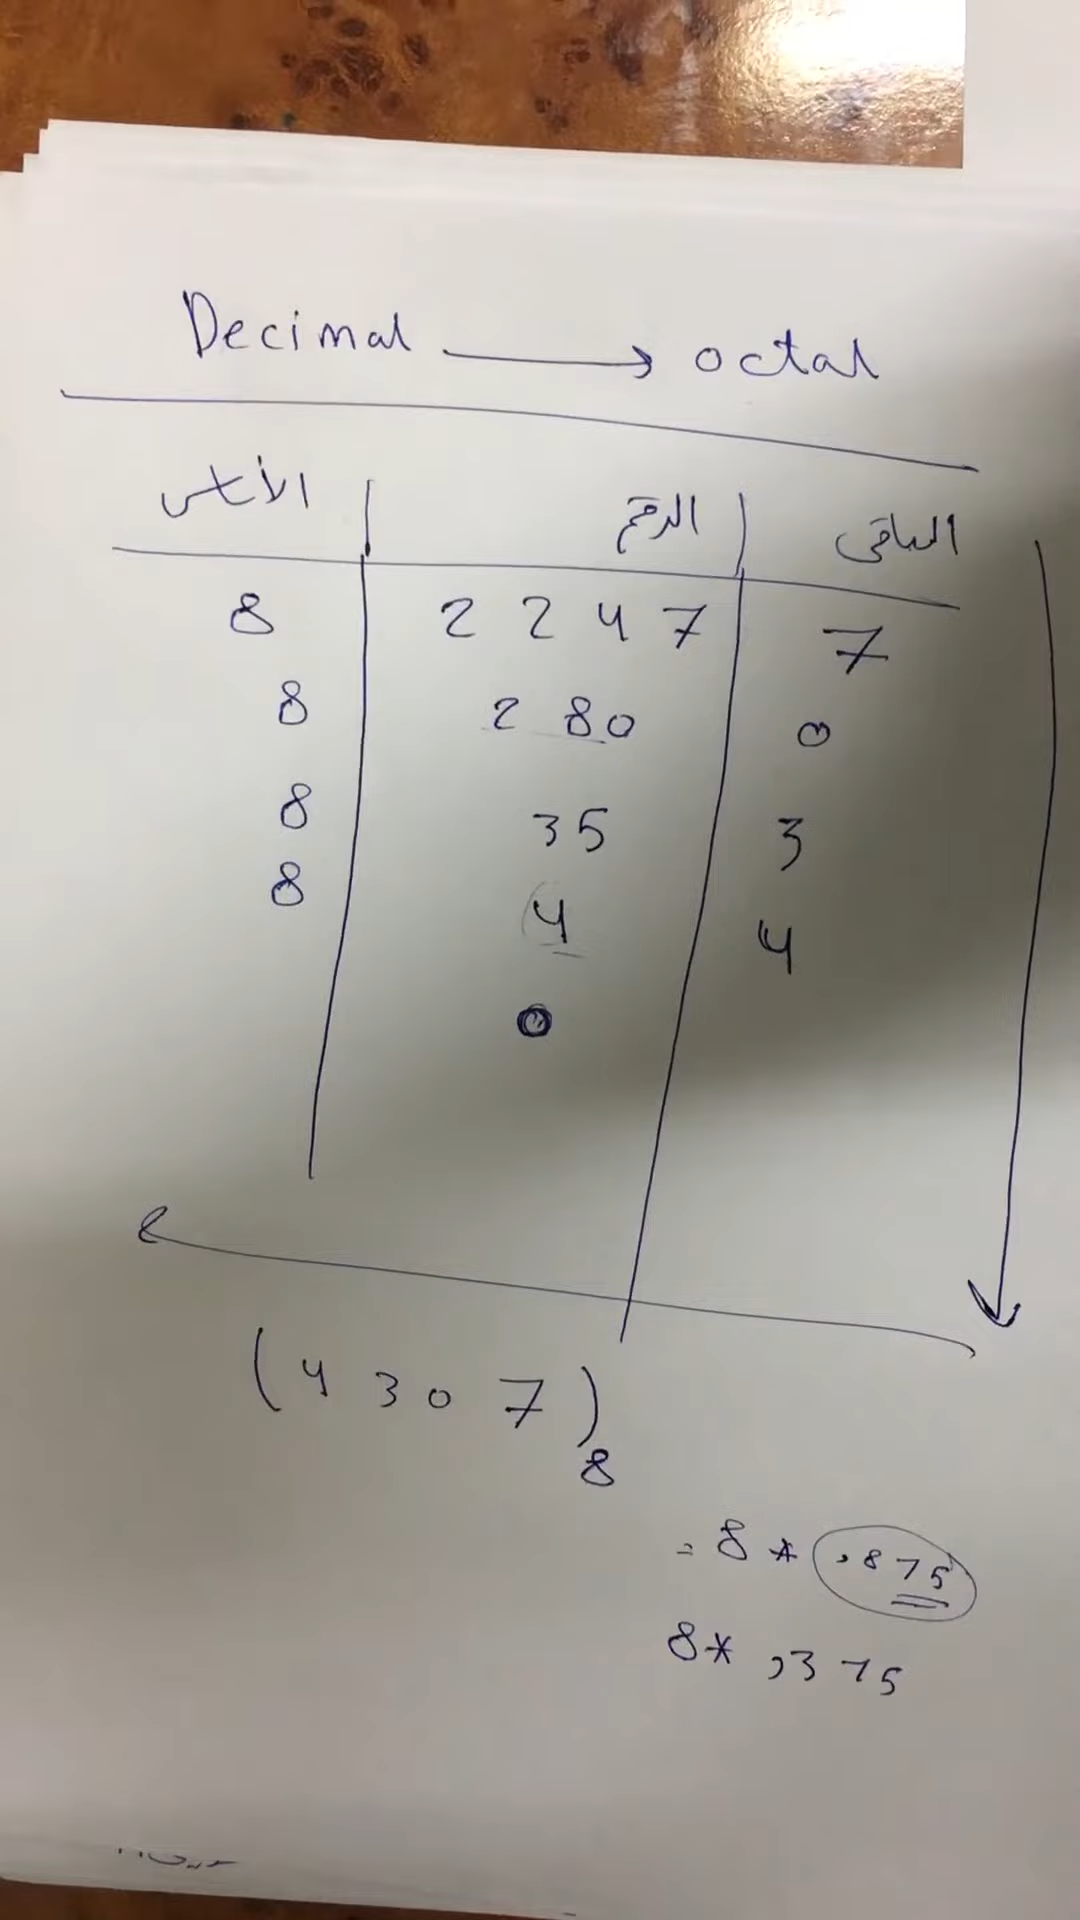 Decimal → octal
الأساس | الرقم | الباقى
8 2247 7
8 280 0
8 35 3
8 4 4
0
(4307)8
= 8 * .875
8 * ,375